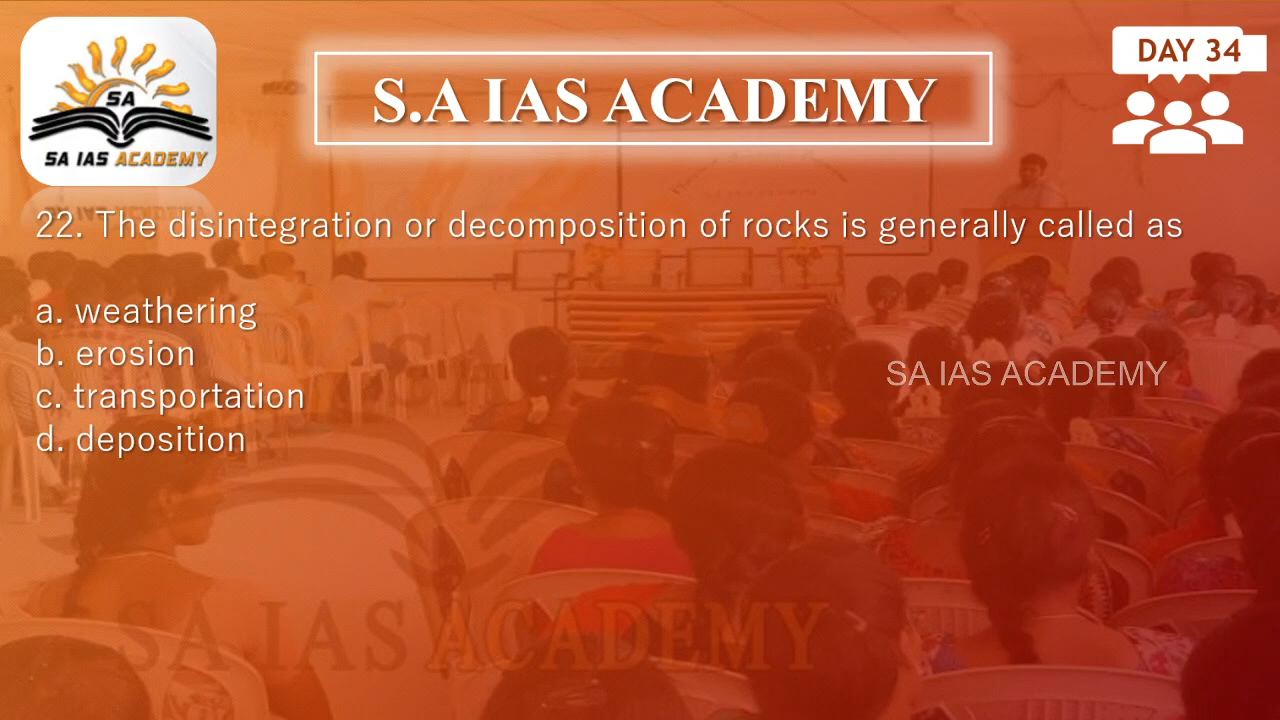 SA
SA IAS ACADEMY
S.A IAS ACADEMY
DAY 34
22. The disintegration or decomposition of rocks is generally called as
a. weathering
b. erosion
c. transportation
d. deposition
SA IAS ACADEMY
SA
SA IAS ACADEMY